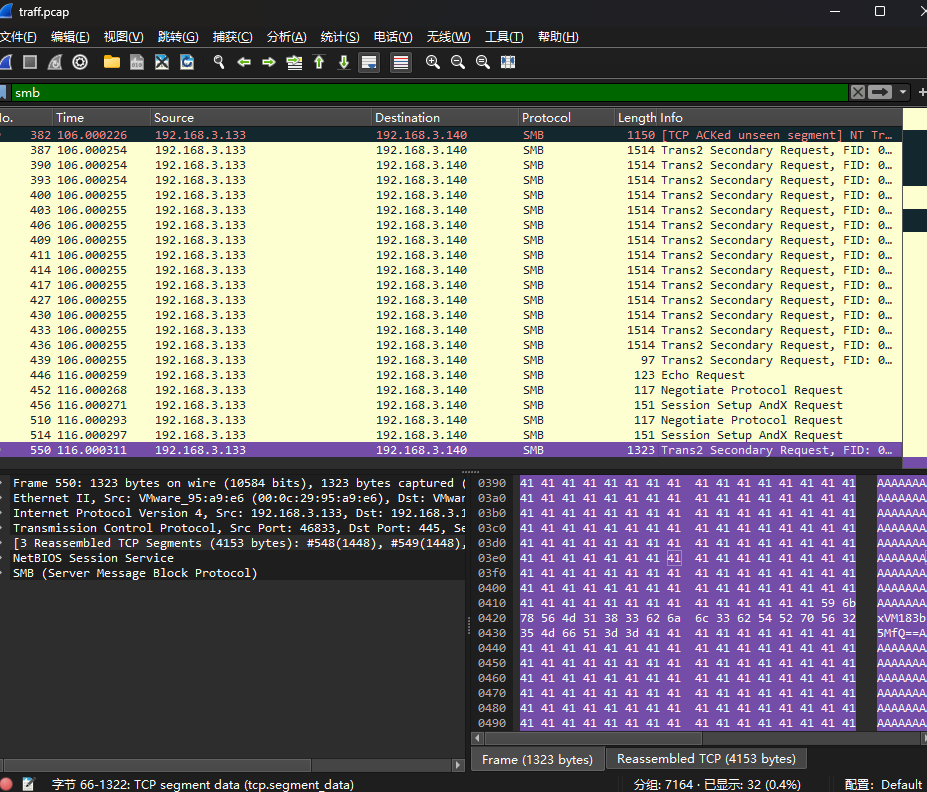 traff.pcap
文件(F) 编辑(E) 视图(V) 跳转(G) 捕获(C) 分析(A) 统计(S) 电话(Y) 无线(W) 工具(T) 帮助(H)
smb
No. Time Source Destination Protocol Length Info
382 106.000226 192.168.3.133 192.168.3.140 SMB 1150 [TCP ACKed unseen segment] NT Tr…
387 106.000254 192.168.3.133 192.168.3.140 SMB 1514 Trans2 Secondary Request, FID: 0…
390 106.000254 192.168.3.133 192.168.3.140 SMB 1514 Trans2 Secondary Request, FID: 0…
393 106.000254 192.168.3.133 192.168.3.140 SMB 1514 Trans2 Secondary Request, FID: 0…
400 106.000255 192.168.3.133 192.168.3.140 SMB 1514 Trans2 Secondary Request, FID: 0…
403 106.000255 192.168.3.133 192.168.3.140 SMB 1514 Trans2 Secondary Request, FID: 0…
406 106.000255 192.168.3.133 192.168.3.140 SMB 1514 Trans2 Secondary Request, FID: 0…
409 106.000255 192.168.3.133 192.168.3.140 SMB 1514 Trans2 Secondary Request, FID: 0…
411 106.000255 192.168.3.133 192.168.3.140 SMB 1514 Trans2 Secondary Request, FID: 0…
414 106.000255 192.168.3.133 192.168.3.140 SMB 1514 Trans2 Secondary Request, FID: 0…
417 106.000255 192.168.3.133 192.168.3.140 SMB 1514 Trans2 Secondary Request, FID: 0…
427 106.000255 192.168.3.133 192.168.3.140 SMB 1514 Trans2 Secondary Request, FID: 0…
430 106.000255 192.168.3.133 192.168.3.140 SMB 1514 Trans2 Secondary Request, FID: 0…
433 106.000255 192.168.3.133 192.168.3.140 SMB 1514 Trans2 Secondary Request, FID: 0…
436 106.000255 192.168.3.133 192.168.3.140 SMB 1514 Trans2 Secondary Request, FID: 0…
439 106.000255 192.168.3.133 192.168.3.140 SMB 97 Trans2 Secondary Request, FID: 0…
446 116.000259 192.168.3.133 192.168.3.140 SMB 123 Echo Request
452 116.000268 192.168.3.133 192.168.3.140 SMB 117 Negotiate Protocol Request
456 116.000271 192.168.3.133 192.168.3.140 SMB 151 Session Setup AndX Request
510 116.000293 192.168.3.133 192.168.3.140 SMB 117 Negotiate Protocol Request
514 116.000297 192.168.3.133 192.168.3.140 SMB 151 Session Setup AndX Request
550 116.000311 192.168.3.133 192.168.3.140 SMB 1323 Trans2 Secondary Request, FID: 0…
Frame 550: 1323 bytes on wire (10584 bits), 1323 bytes captured (
Ethernet II, Src: VMware_95:a9:e6 (00:0c:29:95:a9:e6), Dst: VMwar
Internet Protocol Version 4, Src: 192.168.3.133, Dst: 192.168.3.1
Transmission Control Protocol, Src Port: 46833, Dst Port: 445, Se
[3 Reassembled TCP Segments (4153 bytes): #548(1448), #549(1448),
NetBIOS Session Service
SMB (Server Message Block Protocol)
0390 41 41 41 41 41 41 41 41 41 41 41 41 41 41 41 41 AAAAAAA
03a0 41 41 41 41 41 41 41 41 41 41 41 41 41 41 41 41 AAAAAAA
03b0 41 41 41 41 41 41 41 41 41 41 41 41 41 41 41 41 AAAAAAA
03c0 41 41 41 41 41 41 41 41 41 41 41 41 41 41 41 41 AAAAAAA
03d0 41 41 41 41 41 41 41 41 41 41 41 41 41 41 41 41 AAAAAAA
03e0 41 41 41 41 41 41 41 41 41 41 41 41 41 41 41 41 AAAAAAA
03f0 41 41 41 41 41 41 41 41 41 41 41 41 41 41 41 41 AAAAAAA
0400 41 41 41 41 41 41 41 41 41 41 41 41 41 41 41 41 AAAAAAA
0410 41 41 41 41 41 41 41 41 41 41 41 41 41 41 59 6b AAAAAAA
0420 78 56 4d 31 38 33 62 6a 6c 33 62 54 52 70 56 32 xVM183b
0430 35 4d 66 51 3d 3d 41 41 41 41 41 41 41 41 41 41 5MfQ==A
0440 41 41 41 41 41 41 41 41 41 41 41 41 41 41 41 41 AAAAAAA
0450 41 41 41 41 41 41 41 41 41 41 41 41 41 41 41 41 AAAAAAA
0460 41 41 41 41 41 41 41 41 41 41 41 41 41 41 41 41 AAAAAAA
0470 41 41 41 41 41 41 41 41 41 41 41 41 41 41 41 41 AAAAAAA
0480 41 41 41 41 41 41 41 41 41 41 41 41 41 41 41 41 AAAAAAA
0490 41 41 41 41 41 41 41 41 41 41 41 41 41 41 41 41 AAAAAAA
Frame (1323 bytes) Reassembled TCP (4153 bytes)
字节 66-1322: TCP segment data (tcp.segment_data) 分组: 7164 · 已显示: 32 (0.4%) 配置: Default